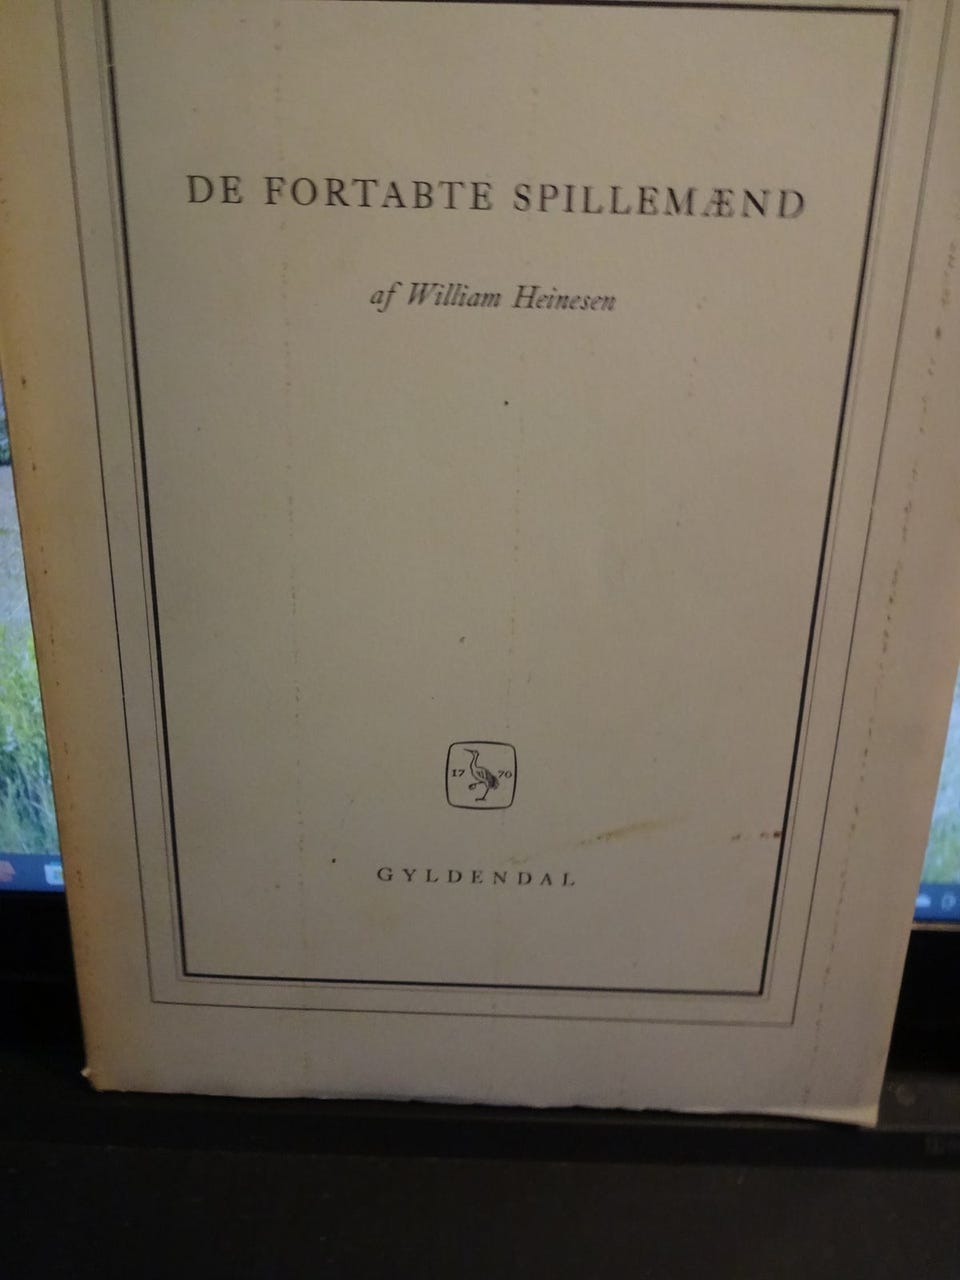 DE FORTABTE SPILLEMÆND
af William Heinesen
17 70
GYLDENDAL